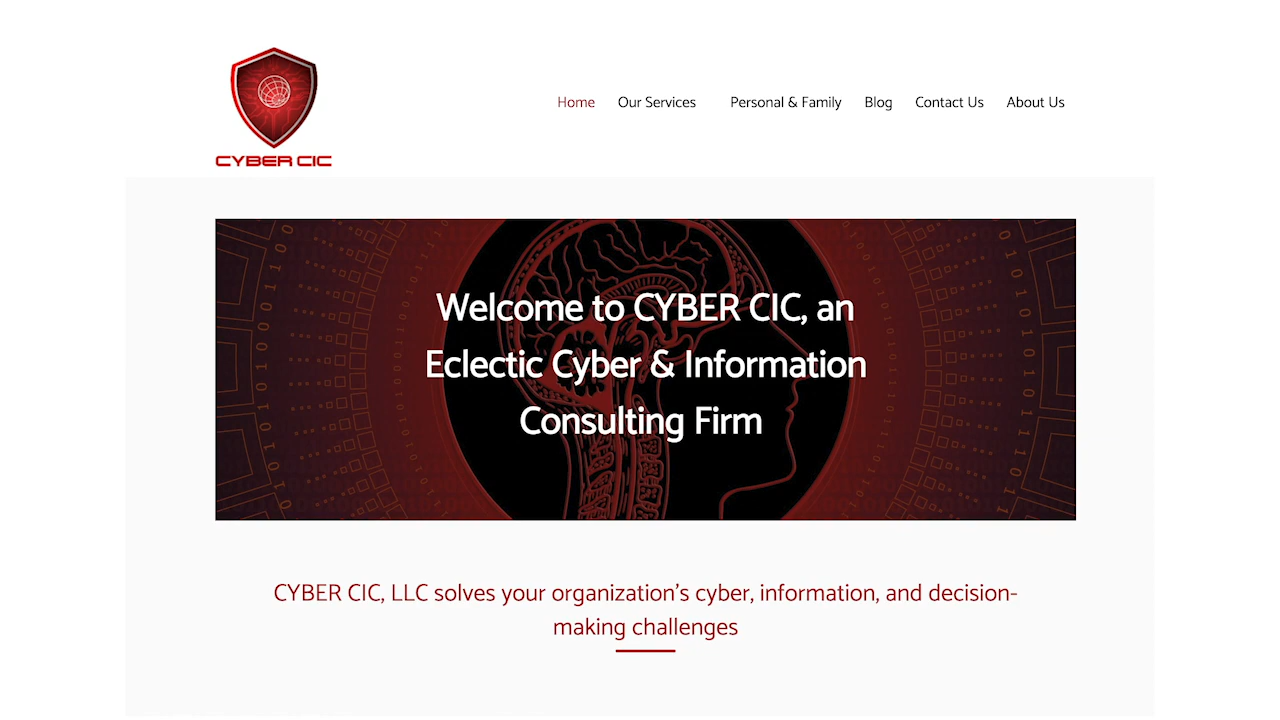 CYBER CIC
Home Our Services Personal & Family Blog Contact Us About Us
Welcome to CYBER CIC, an
Eclectic Cyber & Information
Consulting Firm
CYBER CIC, LLC solves your organization's cyber, information, and decision-
making challenges